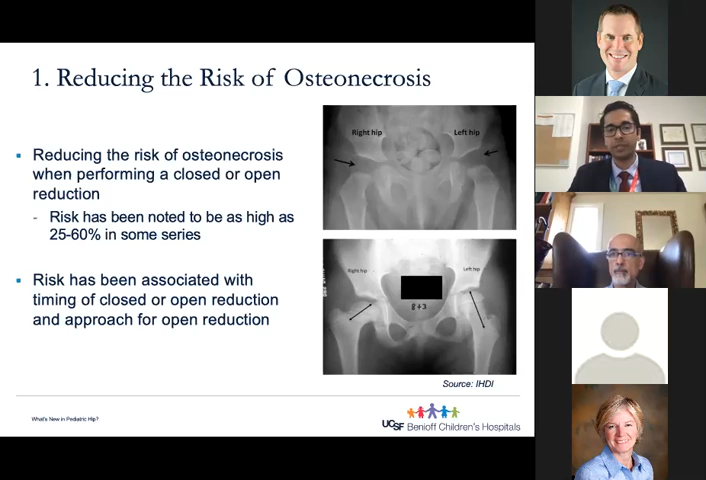 1. Reducing the Risk of Osteonecrosis
Reducing the risk of osteonecrosis
when performing a closed or open
reduction
- Risk has been noted to be as high as
25-60% in some series
Risk has been associated with
timing of closed or open reduction
and approach for open reduction
Right hip
Left hip
Right hip
Left hip
8+3
Source: IHDI
What's New in Pediatric Hip?
UCSF Benioff Children's Hospitals